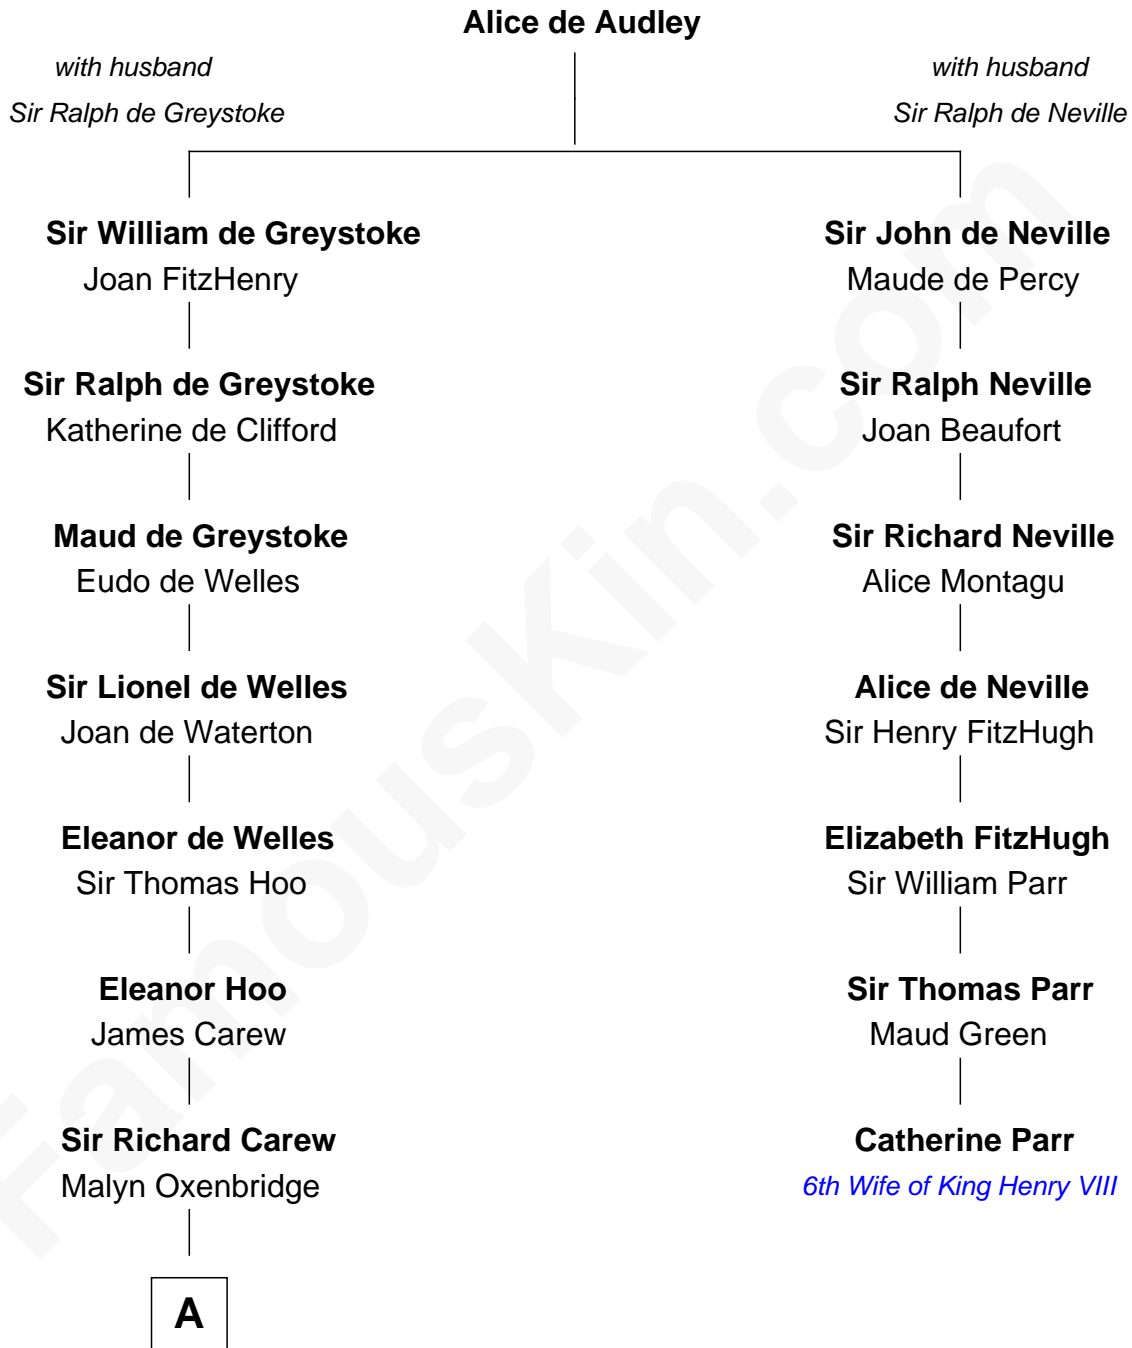 Alice de Audley
with husband
Sir Ralph de Greystoke
with husband
Sir Ralph de Neville
Sir William de Greystoke
Joan FitzHenry
Sir Ralph de Greystoke
Katherine de Clifford
Maud de Greystoke
Eudo de Welles
Sir Lionel de Welles
Joan de Waterton
Eleanor de Welles
Sir Thomas Hoo
Eleanor Hoo
James Carew
Sir Richard Carew
Malyn Oxenbridge
A
Sir John de Neville
Maude de Percy
Sir Ralph Neville
Joan Beaufort
Sir Richard Neville
Alice Montagu
Alice de Neville
Sir Henry FitzHugh
Elizabeth FitzHugh
Sir William Parr
Sir Thomas Parr
Maud Green
Catherine Parr
6th Wife of King Henry VIII
FamousKin.com